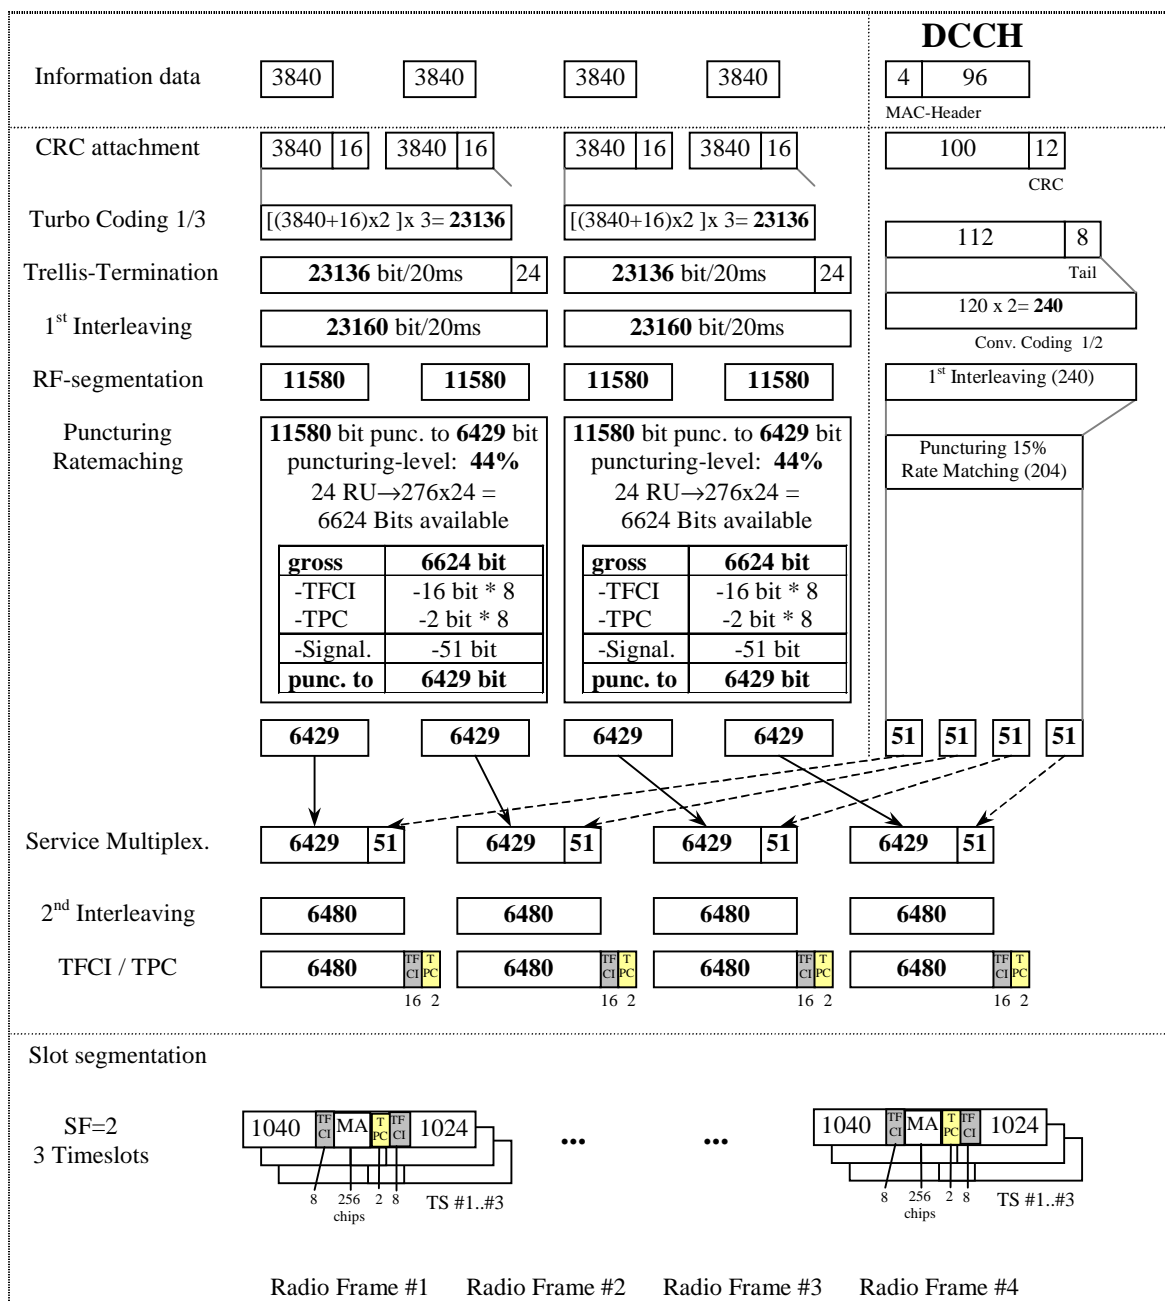 DCCH
Information data 3840 3840 3840 3840 4 96
MAC-Header
CRC attachment 3840 16 3840 16 3840 16 3840 16 100 12
CRC
Turbo Coding 1/3 [(3840+16)x2 ]x 3= 23136 [(3840+16)x2 ]x 3= 23136
112 8
Trellis-Termination 23136 bit/20ms 24 23136 bit/20ms 24
Tail
120 x 2= 240
1st Interleaving 23160 bit/20ms 23160 bit/20ms
Conv. Coding 1/2
RF-segmentation 11580 11580 11580 11580 1st Interleaving (240)
Puncturing 11580 bit punc. to 6429 bit 11580 bit punc. to 6429 bit
Ratemaching puncturing-level: 44% puncturing-level: 44%
Puncturing 15%
Rate Matching (204)
24 RU→276x24 = 24 RU→276x24 =
6624 Bits available 6624 Bits available
gross 6624 bit gross 6624 bit
-TFCI -16 bit * 8 -TFCI -16 bit * 8
-TPC -2 bit * 8 -TPC -2 bit * 8
-Signal. -51 bit -Signal. -51 bit
punc. to 6429 bit punc. to 6429 bit
6429 6429 6429 6429 51 51 51 51
Service Multiplex. 6429 51 6429 51 6429 51 6429 51
2nd Interleaving 6480 6480 6480 6480
TFCI / TPC 6480 TF CI T PC 6480 TF CI T PC 6480 TF CI T PC 6480 TF CI T PC
16 2 16 2 16 2 16 2
Slot segmentation
SF=2 1040 TF CI MA T PC TF CI 1024 ... ... 1040 TF CI MA T PC TF CI 1024
3 Timeslots
8 256 2 8 TS #1..#3 8 256 2 8 TS #1..#3
chips chips
Radio Frame #1 Radio Frame #2 Radio Frame #3 Radio Frame #4